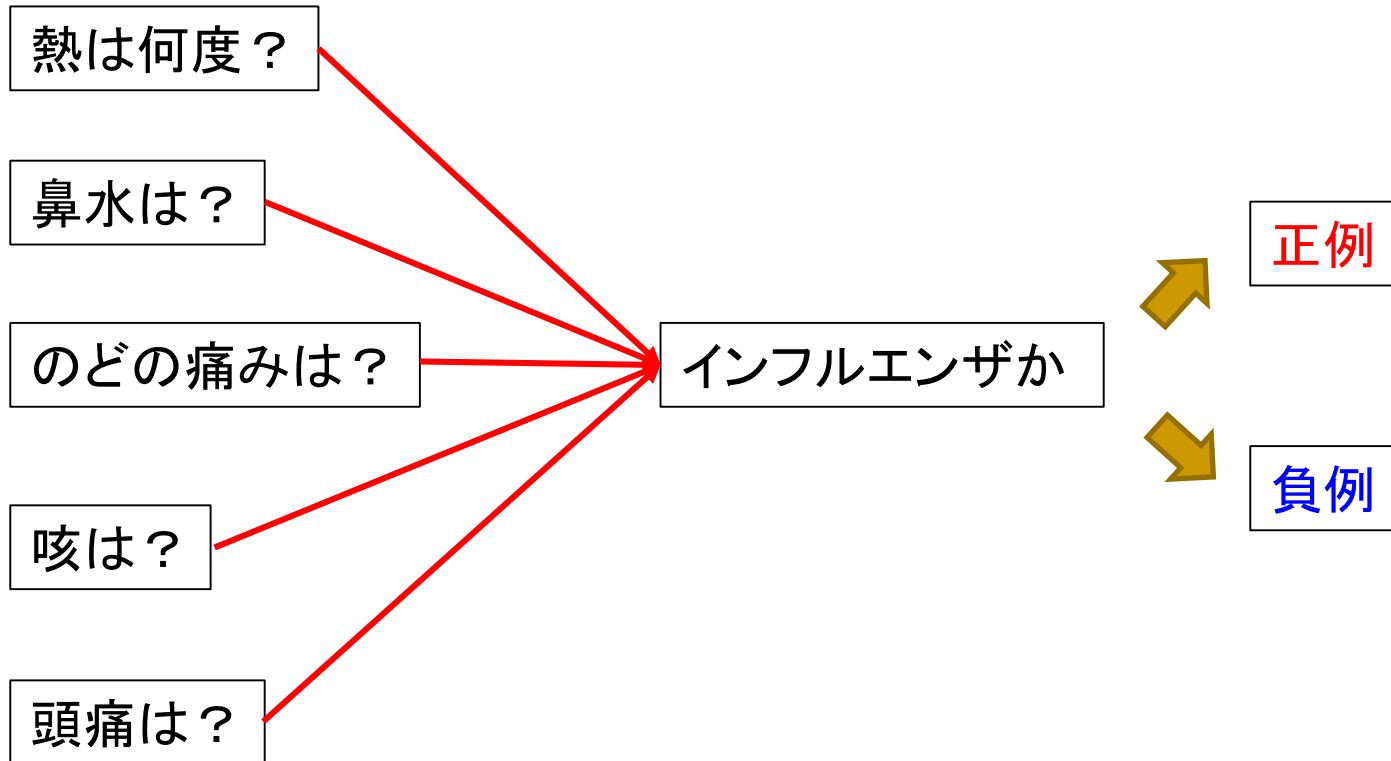 熱は何度？
鼻水は？
のどの痛みは？
咳は？
頭痛は？
インフルエンザか
正例
負例